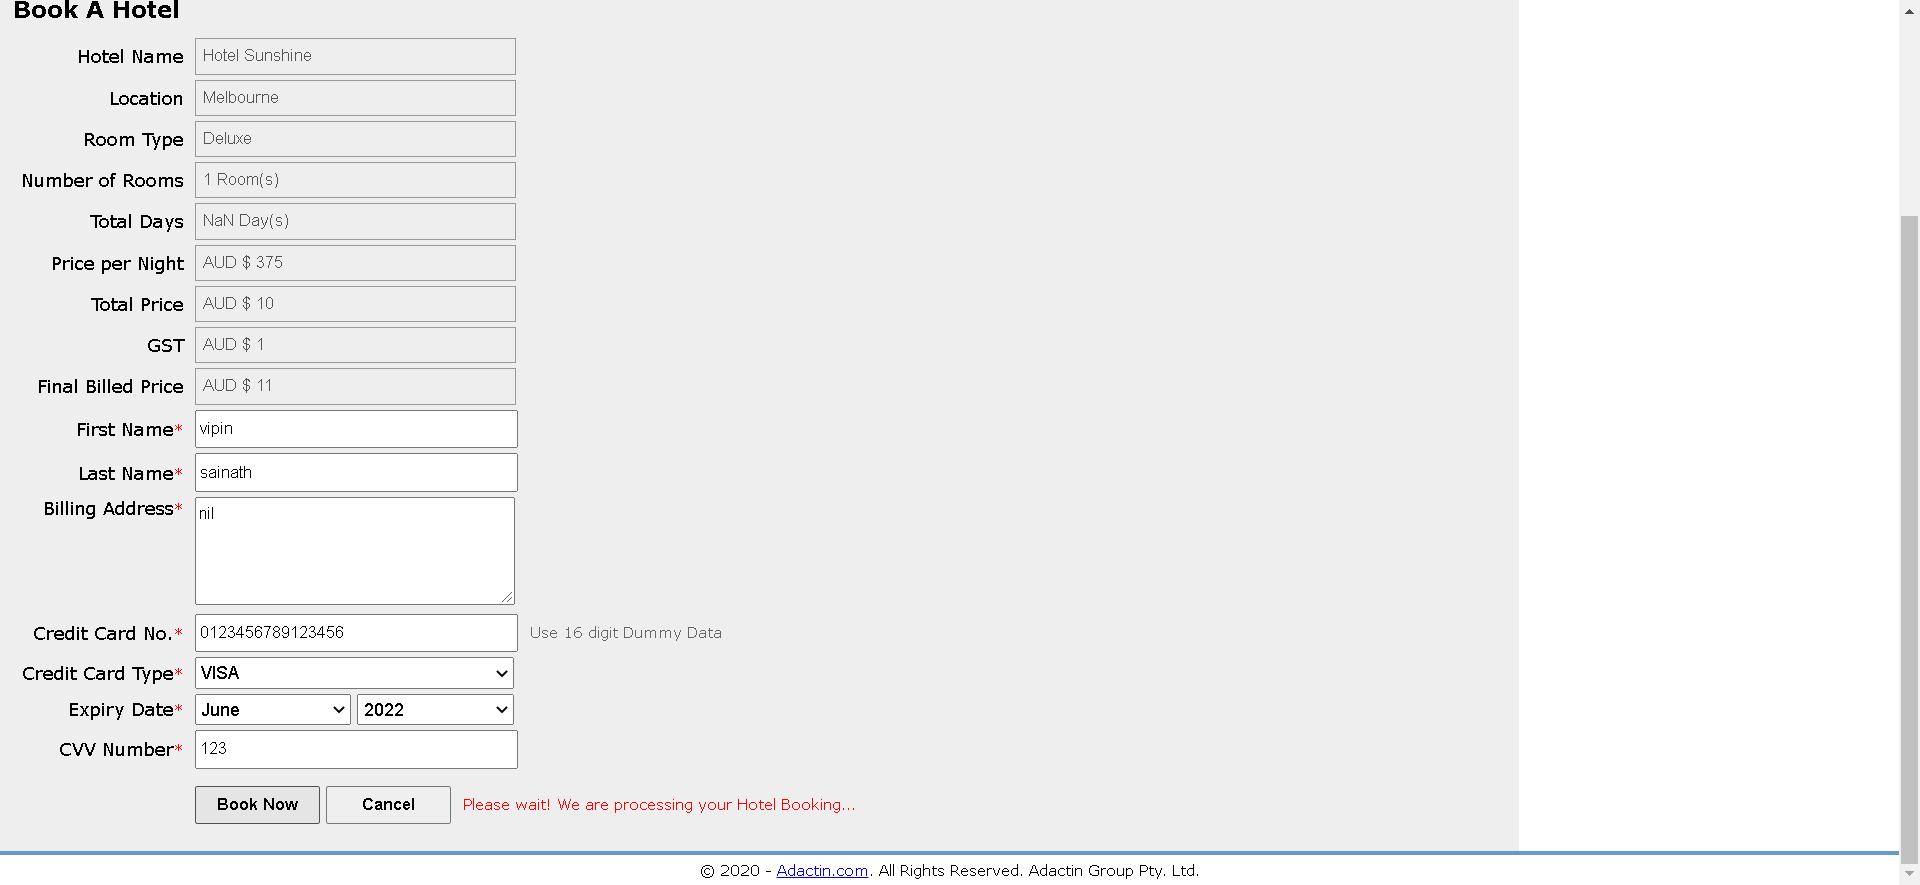 Book A Hotel
Hotel Name Hotel Sunshine
Location Melbourne
Room Type Deluxe
Number of Rooms 1 Room(s)
Total Days NaN Day(s)
Price per Night AUD $ 375
Total Price AUD $ 10
GST AUD $ 1
Final Billed Price AUD $ 11
First Name* vipin
Last Name* sainath
Billing Address* nil
Credit Card No.* 0123456789123456 Use 16 digit Dummy Data
Credit Card Type* VISA
Expiry Date* June 2022
CVV Number* 123
Book Now Cancel Please wait! We are processing your Hotel Booking...
© 2020 - Adactin.com. All Rights Reserved. Adactin Group Pty. Ltd.